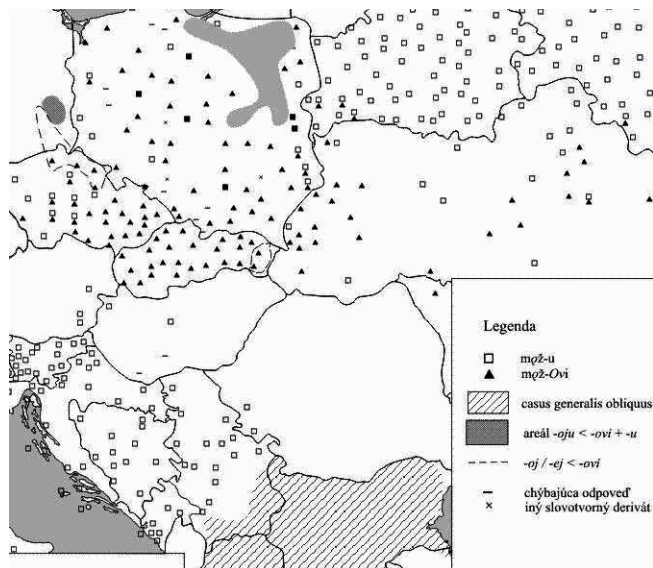 Legenda
mǫž-u
mǫž-Ovi
casus generalis obliquus
areál -oju < -ovi + -u
-oj / -ej < -ovi
chýbajúca odpoveď
iný slovotvorný derivát